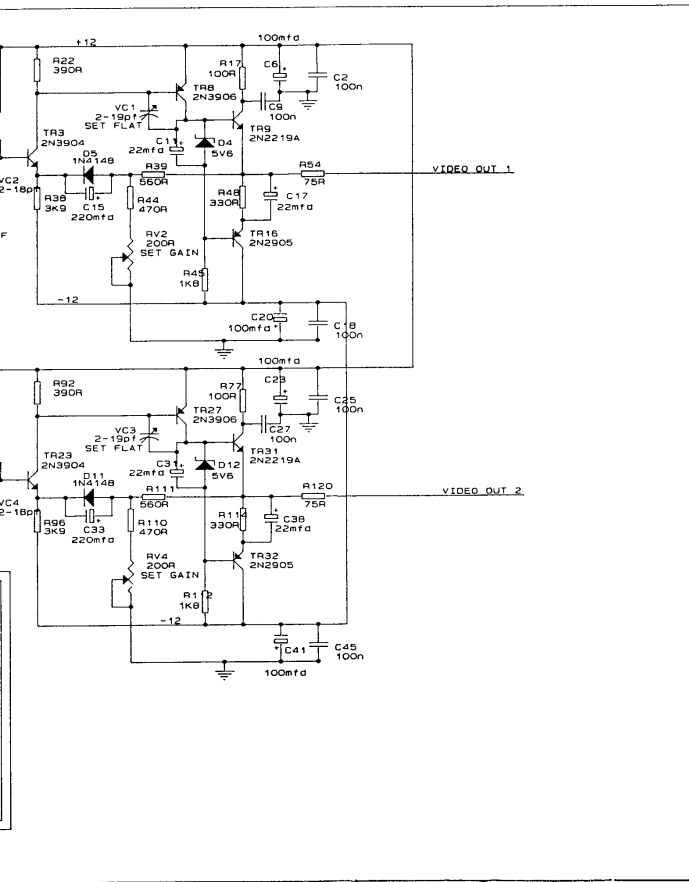 +12
100mfd
R22
390R
R17
100R
C6
C2
100n
TR8
2N3906
C9
100n
VC1
2-19pf
SET FLAT
TR9
2N2219A
TR3
2N3904
C11
22mfd
D4
5V6
D5
1N4148
R39
560R
R54
75R
VIDEO OUT 1
VC2
2-18p
R38
3K9
C15
220mfd
R44
470R
R48
330R
C17
22mfd
F
RV2
200R
SET GAIN
TR16
2N2905
R45
1K8
-12
C20
100mfd
C18
100n
100mfd
R92
390R
R77
100R
C23
C25
100n
TR27
2N3906
C27
100n
VC3
2-19pf
SET FLAT
TR31
2N2219A
TR23
2N3904
C31
22mfd
D12
5V6
D11
1N4148
R111
560R
R120
75R
VIDEO OUT 2
VC4
2-18p
R96
3K9
C33
220mfd
R110
470R
R114
330R
C38
22mfd
RV4
200R
SET GAIN
TR32
2N2905
R112
1K8
-12
C41
C45
100n
100mfd